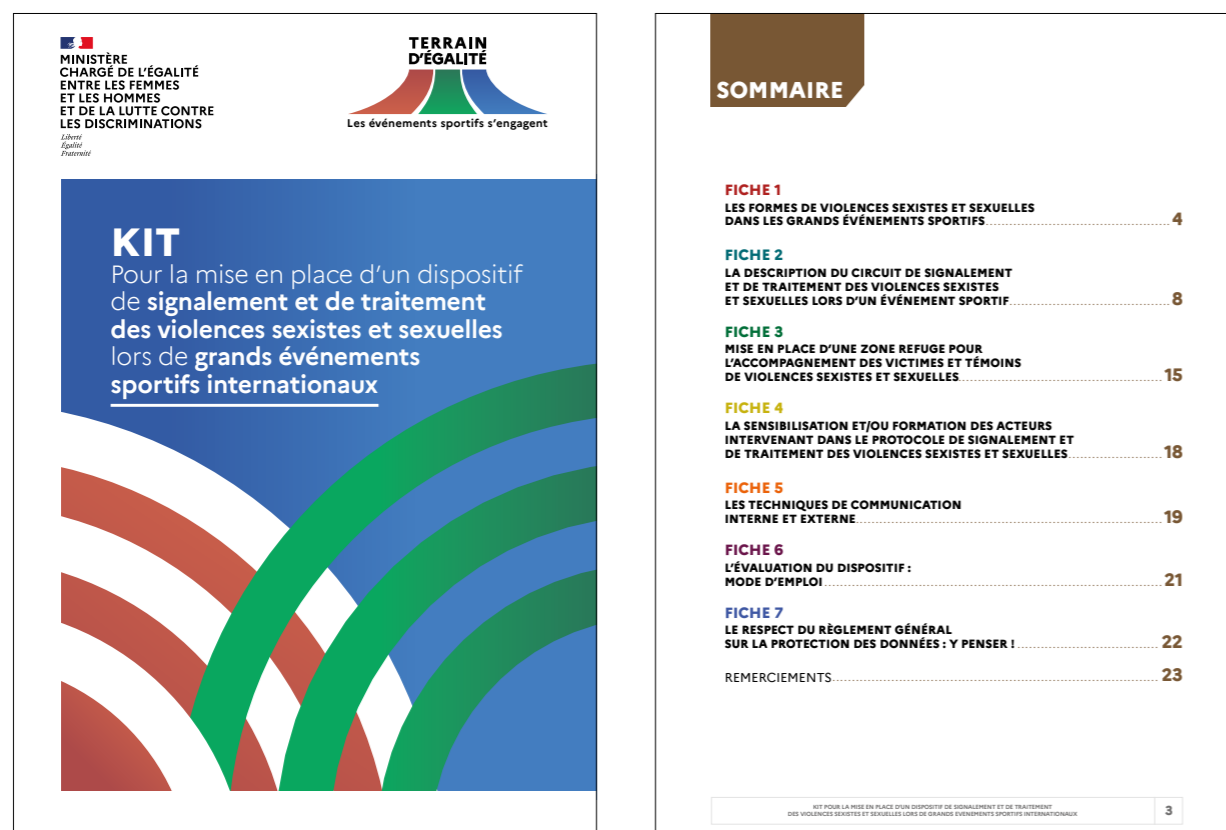 MINISTÈRE
CHARGÉ DE L'ÉGALITÉ
ENTRE LES FEMMES
ET LES HOMMES
ET DE LA LUTTE CONTRE
LES DISCRIMINATIONS
Liberté
Égalité
Fraternité
TERRAIN
D'ÉGALITÉ
Les événements sportifs s'engagent
KIT
Pour la mise en place d'un dispositif
de signalement et de traitement
des violences sexistes et sexuelles
lors de grands événements
sportifs internationaux
SOMMAIRE
FICHE 1
LES FORMES DE VIOLENCES SEXISTES ET SEXUELLES
DANS LES GRANDS ÉVÉNEMENTS SPORTIFS 4
FICHE 2
LA DESCRIPTION DU CIRCUIT DE SIGNALEMENT
ET DE TRAITEMENT DES VIOLENCES SEXISTES
ET SEXUELLES LORS D'UN ÉVÉNEMENT SPORTIF 8
FICHE 3
MISE EN PLACE D'UNE ZONE REFUGE POUR
L'ACCOMPAGNEMENT DES VICTIMES ET TÉMOINS
DE VIOLENCES SEXISTES ET SEXUELLES 15
FICHE 4
LA SENSIBILISATION ET/OU FORMATION DES ACTEURS
INTERVENANT DANS LE PROTOCOLE DE SIGNALEMENT ET
DE TRAITEMENT DES VIOLENCES SEXISTES ET SEXUELLES 18
FICHE 5
LES TECHNIQUES DE COMMUNICATION
INTERNE ET EXTERNE 19
FICHE 6
L'ÉVALUATION DU DISPOSITIF :
MODE D'EMPLOI 21
FICHE 7
LE RESPECT DU RÈGLEMENT GÉNÉRAL
SUR LA PROTECTION DES DONNÉES : Y PENSER ! 22
REMERCIEMENTS 23
KIT POUR LA MISE EN PLACE D'UN DISPOSITIF DE SIGNALEMENT ET DE TRAITEMENT
DES VIOLENCES SEXISTES ET SEXUELLES LORS DE GRANDS EVENEMENTS SPORTIFS INTERNATIONAUX
3